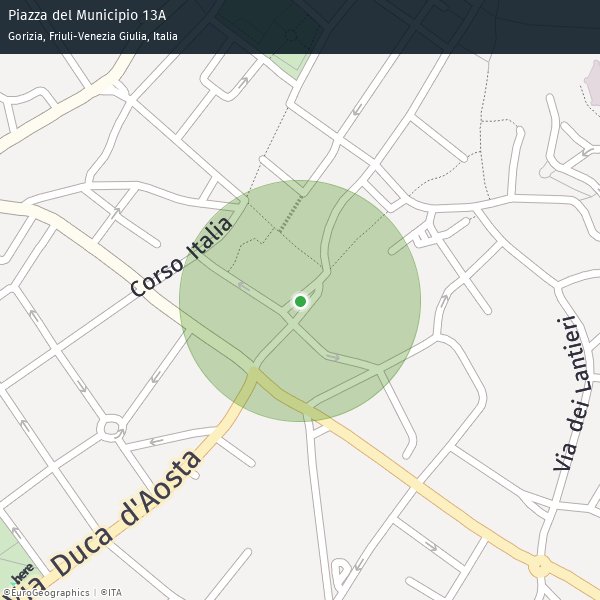 Piazza del Municipio 13A
Gorizia, Friuli-Venezia Giulia, Italia
Corso Italia
Via dei Lantieri
Via Duca d'Aosta
here
©EuroGeographics | ©ITA